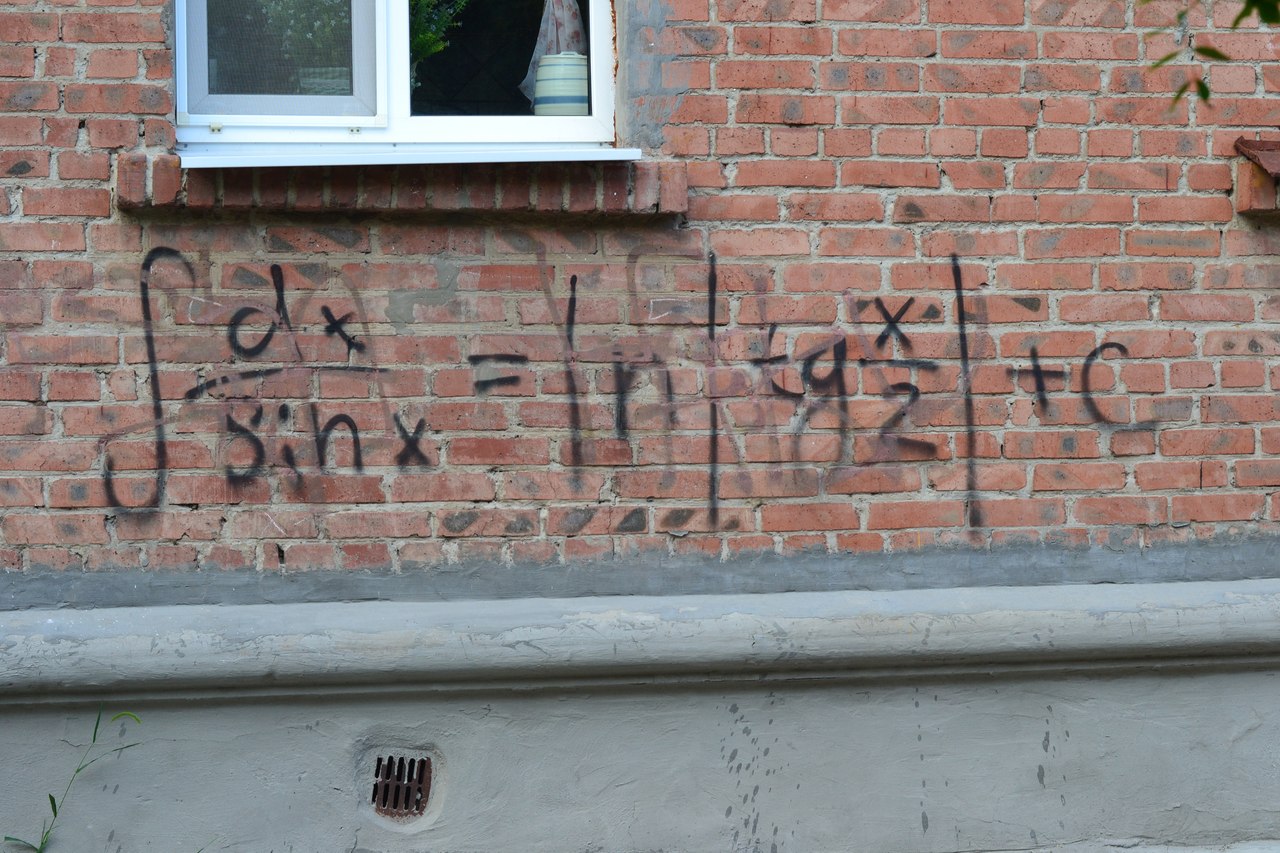 ∫ dx / sin x = ln | tg x / 2 | + c